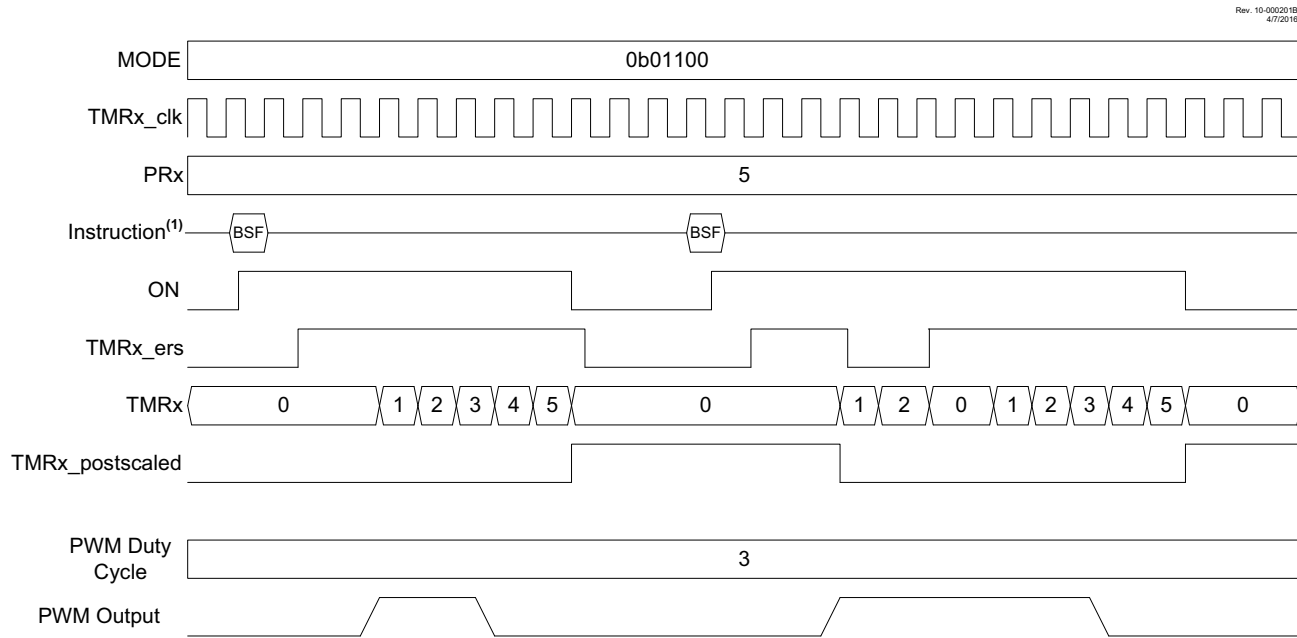 Rev. 10-000201B
4/7/2016
MODE 0b01100
TMRx_clk
PRx 5
Instruction(1) BSF BSF
ON
TMRx_ers
TMRx 0 1 2 3 4 5 0 1 2 0 1 2 3 4 5 0
TMRx_postscaled
PWM Duty
Cycle 3
PWM Output